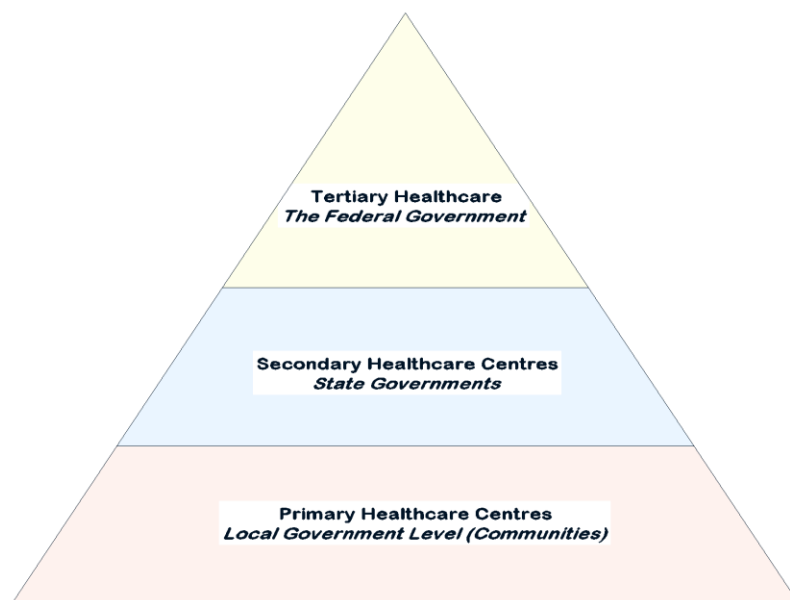 Tertiary Healthcare
The Federal Government
Secondary Healthcare Centres
State Governments
Primary Healthcare Centres
Local Government Level (Communities)